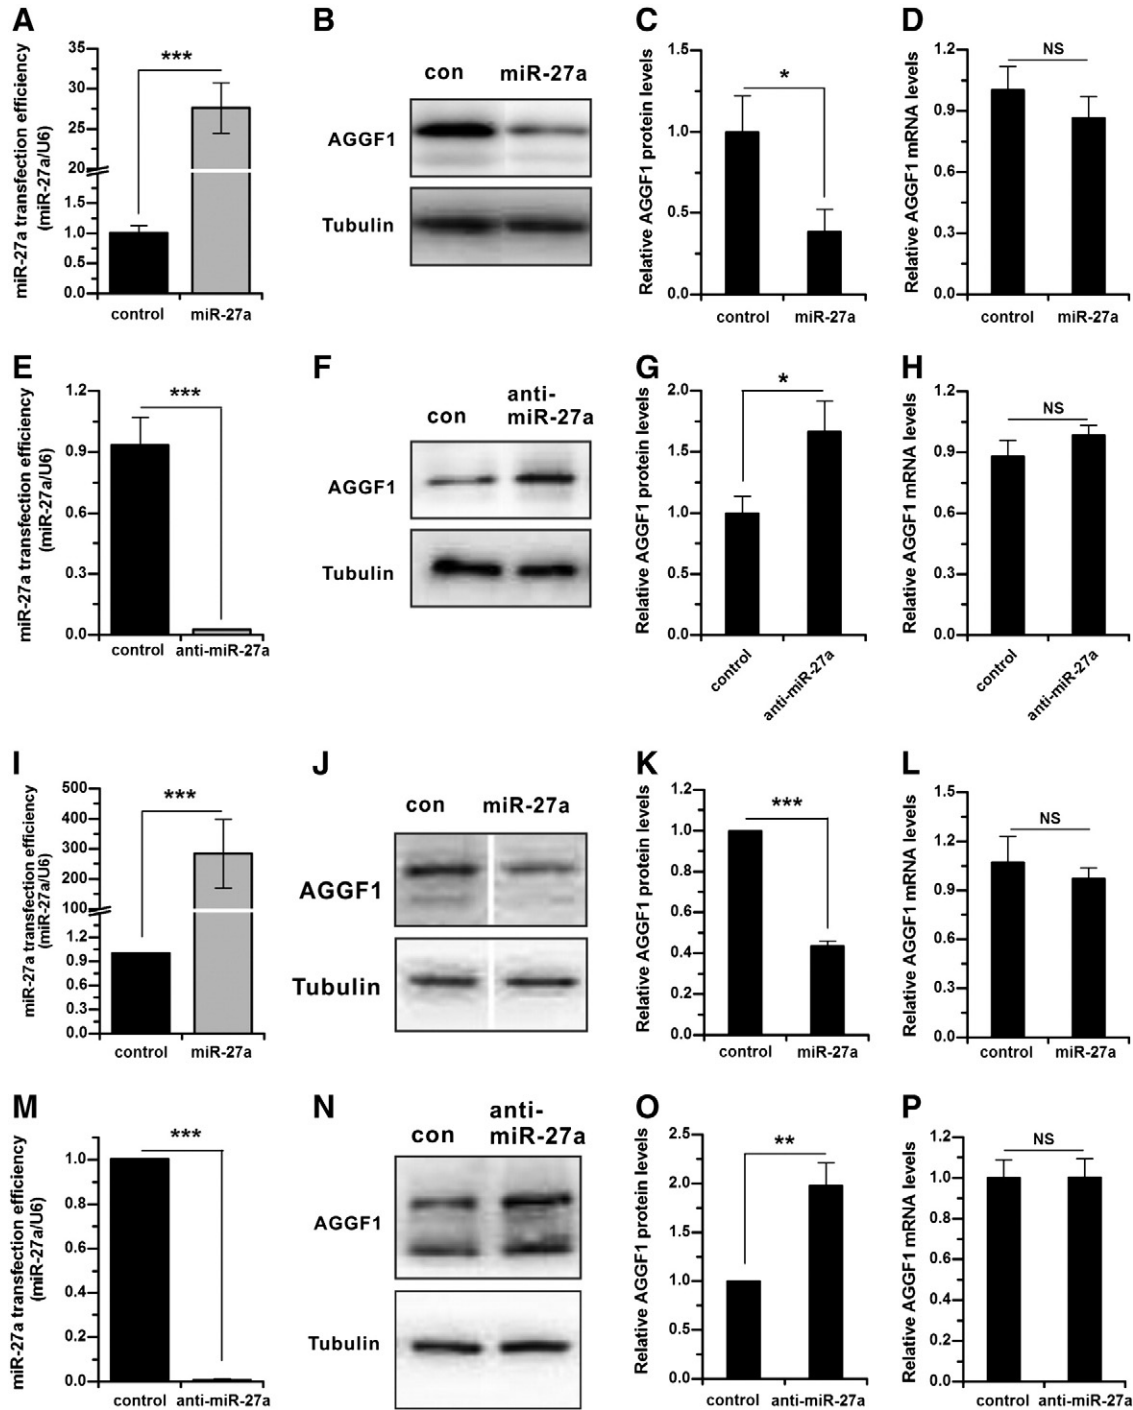 A
miR-27a transfection efficiency
(miR-27a/U6)
35
30
25
20
1.5
1.0
0.5
0.0
***
control
miR-27a
B
con
miR-27a
AGGF1
Tubulin
C
Relative AGGF1 protein levels
1.5
1.0
0.5
0.0
*
control
miR-27a
D
Relative AGGF1 mRNA levels
1.2
0.9
0.6
0.3
0.0
NS
control
miR-27a
E
miR-27a transfection efficiency
(miR-27a/U6)
1.2
0.9
0.6
0.3
0.0
***
control
anti-miR-27a
F
con
anti-
miR-27a
AGGF1
Tubulin
G
Relative AGGF1 protein levels
2.0
1.5
1.0
0.5
0.0
*
control
anti-miR-27a
H
Relative AGGF1 mRNA levels
1.2
0.9
0.6
0.3
0.0
NS
control
anti-miR-27a
I
miR-27a transfection efficiency
(miR-27a/U6)
500
400
300
200
100
1.2
0.9
0.6
0.3
0.0
***
control
miR-27a
J
con
miR-27a
AGGF1
Tubulin
K
Relative AGGF1 protein levels
1.2
1.0
0.8
0.6
0.4
0.2
0.0
***
control
miR-27a
L
Relative AGGF1 mRNA levels
1.5
1.2
0.9
0.6
0.3
0.0
NS
control
miR-27a
M
miR-27a transfection efficiency
(miR-27a/U6)
1.0
0.8
0.6
0.4
0.2
0.0
***
control
anti-miR-27a
N
con
anti-
miR-27a
AGGF1
Tubulin
O
Relative AGGF1 protein levels
2.5
2.0
1.5
1.0
0.5
0.0
**
control
anti-miR-27a
P
Relative AGGF1 mRNA levels
1.2
1.0
0.8
0.6
0.4
0.2
0.0
NS
control
anti-miR-27a